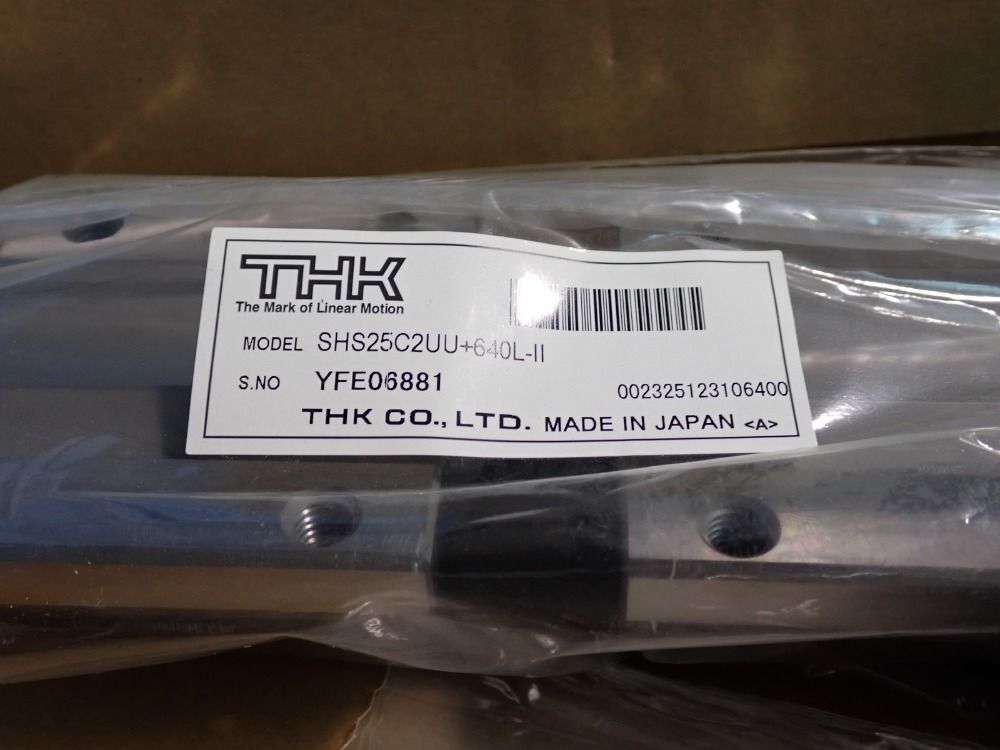 THK
The Mark of Linear Motion
MODEL SHS25C2UU+640L-II
S.NO YFE06881
002325123106400
THK CO., LTD. MADE IN JAPAN <A>